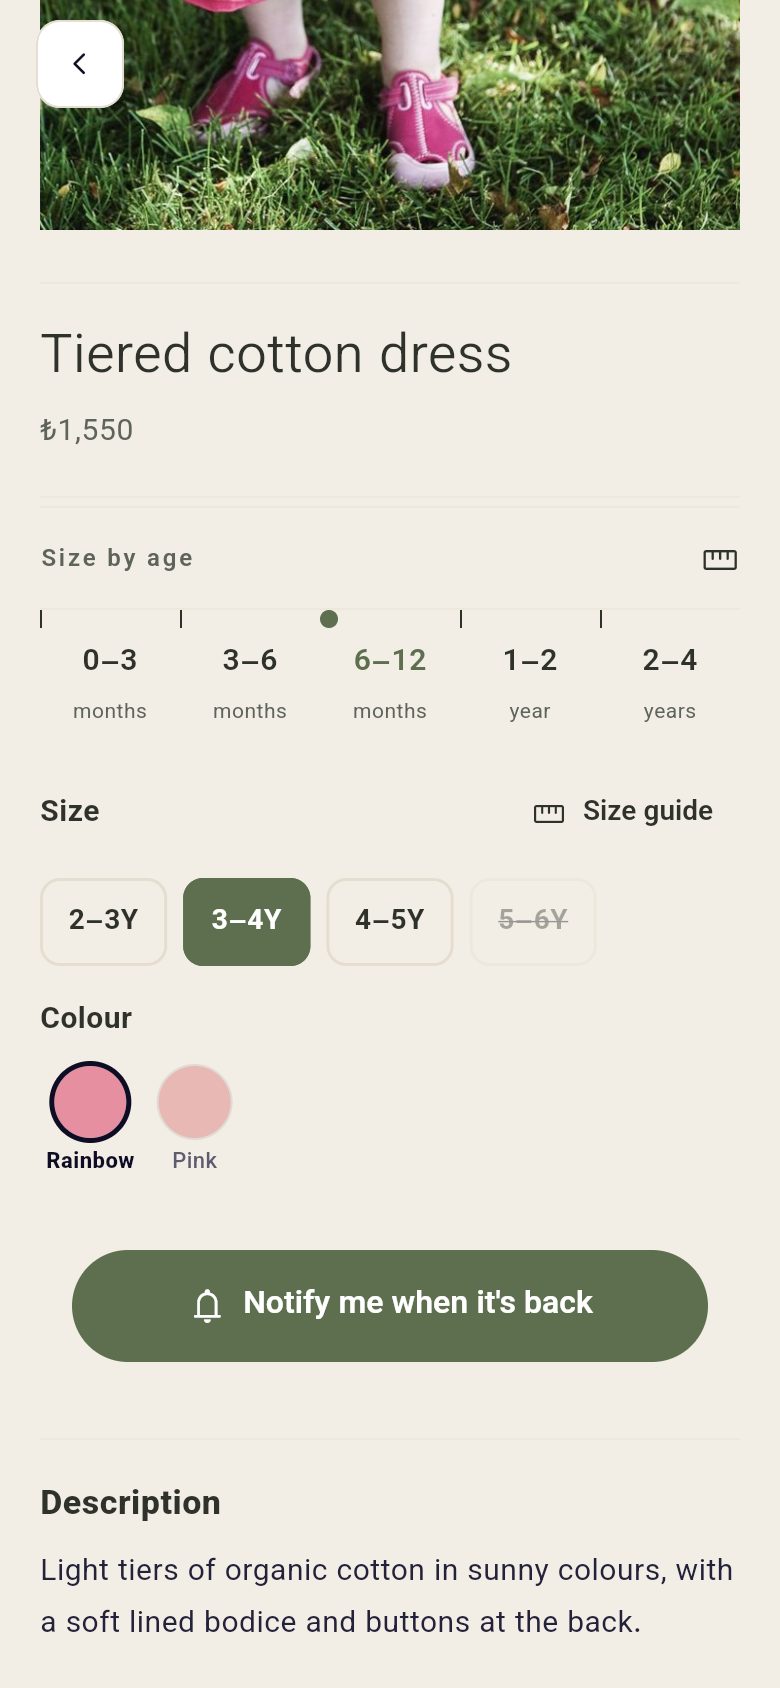 Tiered cotton dress
₺1,550
Size by age
0–3 3–6 6–12 1–2 2–4
months months months year years
Size Size guide
2–3Y 3–4Y 4–5Y 5–6Y
Colour
Rainbow Pink
Notify me when it's back
Description
Light tiers of organic cotton in sunny colours, with
a soft lined bodice and buttons at the back.